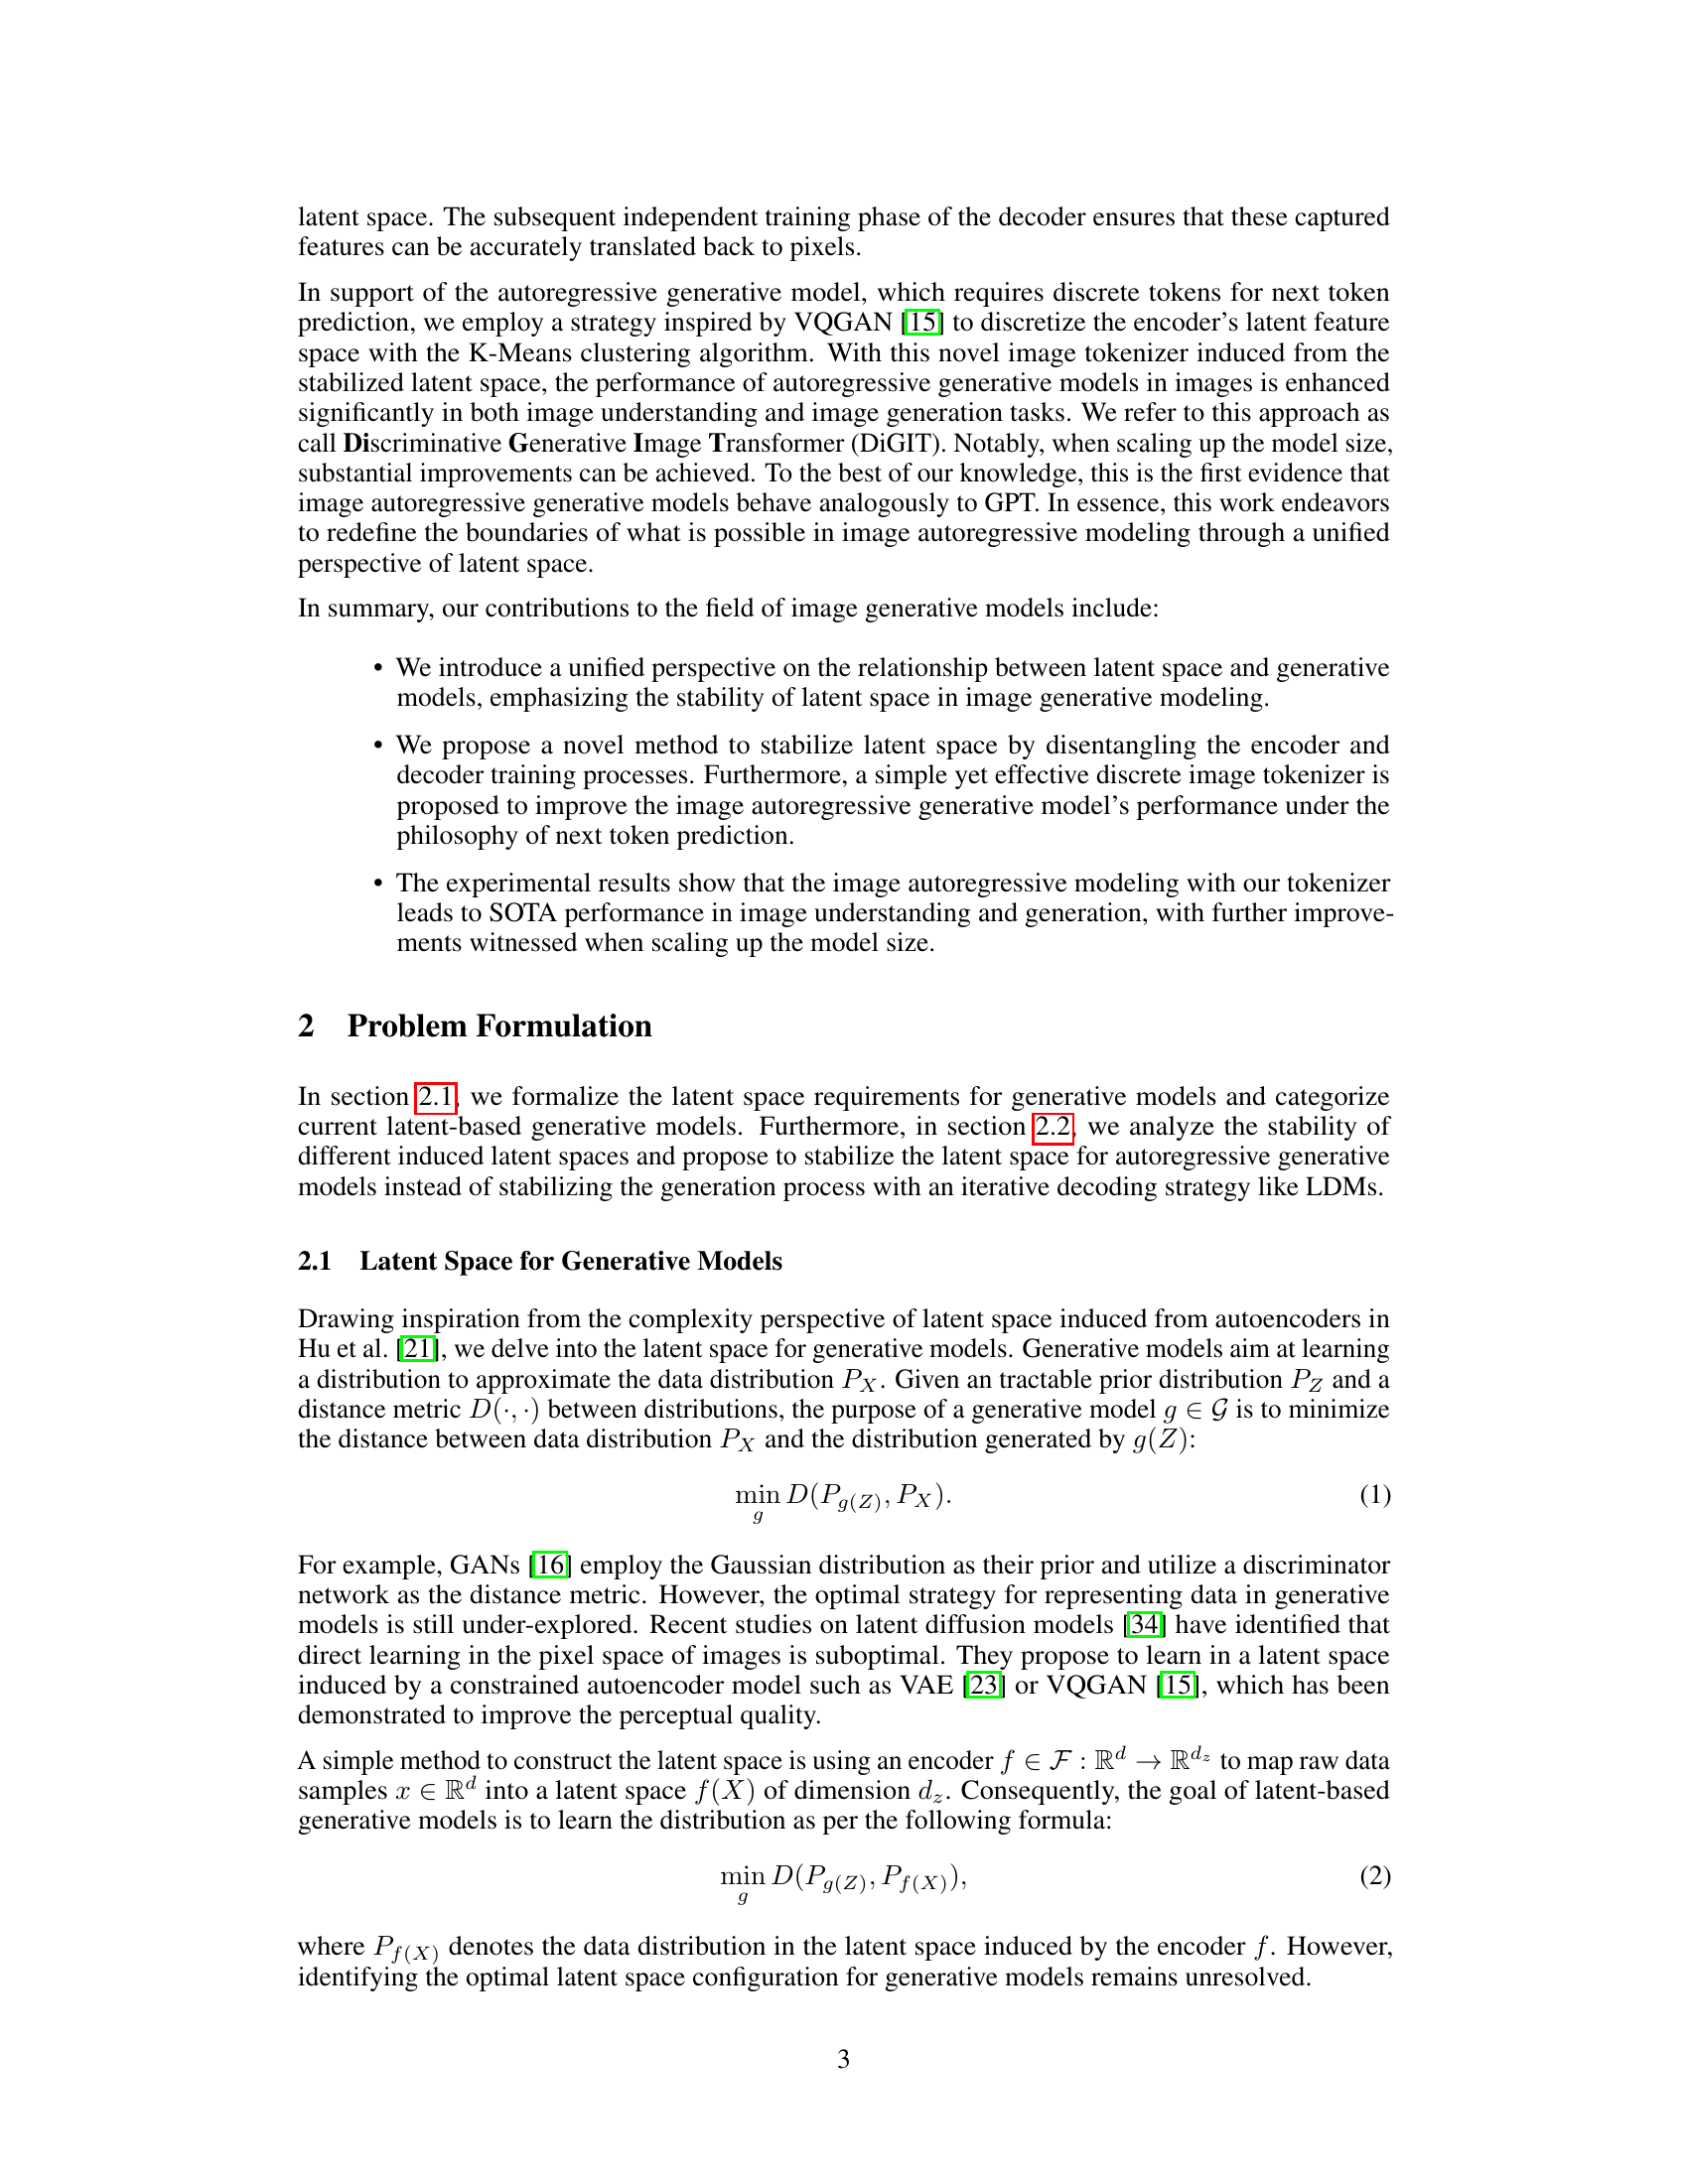 latent space. The subsequent independent training phase of the decoder ensures that these captured
features can be accurately translated back to pixels.
In support of the autoregressive generative model, which requires discrete tokens for next token
prediction, we employ a strategy inspired by VQGAN [15] to discretize the encoder's latent feature
space with the K-Means clustering algorithm. With this novel image tokenizer induced from the
stabilized latent space, the performance of autoregressive generative models in images is enhanced
significantly in both image understanding and image generation tasks. We refer to this approach as
call Discriminative Generative Image Transformer (DiGIT). Notably, when scaling up the model size,
substantial improvements can be achieved. To the best of our knowledge, this is the first evidence that
image autoregressive generative models behave analogously to GPT. In essence, this work endeavors
to redefine the boundaries of what is possible in image autoregressive modeling through a unified
perspective of latent space.
In summary, our contributions to the field of image generative models include:
• We introduce a unified perspective on the relationship between latent space and generative
models, emphasizing the stability of latent space in image generative modeling.
• We propose a novel method to stabilize latent space by disentangling the encoder and
decoder training processes. Furthermore, a simple yet effective discrete image tokenizer is
proposed to improve the image autoregressive generative model's performance under the
philosophy of next token prediction.
• The experimental results show that the image autoregressive modeling with our tokenizer
leads to SOTA performance in image understanding and generation, with further improve-
ments witnessed when scaling up the model size.
2 Problem Formulation
In section 2.1, we formalize the latent space requirements for generative models and categorize
current latent-based generative models. Furthermore, in section 2.2, we analyze the stability of
different induced latent spaces and propose to stabilize the latent space for autoregressive generative
models instead of stabilizing the generation process with an iterative decoding strategy like LDMs.
2.1 Latent Space for Generative Models
Drawing inspiration from the complexity perspective of latent space induced from autoencoders in
Hu et al. [21], we delve into the latent space for generative models. Generative models aim at learning
a distribution to approximate the data distribution $P_X$. Given an tractable prior distribution $P_Z$ and a
distance metric $D(\cdot, \cdot)$ between distributions, the purpose of a generative model $g \in \mathcal{G}$ is to minimize
the distance between data distribution $P_X$ and the distribution generated by $g(Z)$:
$\min_g D(P_{g(Z)}, P_X).$ (1)
For example, GANs [16] employ the Gaussian distribution as their prior and utilize a discriminator
network as the distance metric. However, the optimal strategy for representing data in generative
models is still under-explored. Recent studies on latent diffusion models [34] have identified that
direct learning in the pixel space of images is suboptimal. They propose to learn in a latent space
induced by a constrained autoencoder model such as VAE [23] or VQGAN [15], which has been
demonstrated to improve the perceptual quality.
A simple method to construct the latent space is using an encoder $f \in \mathcal{F} : \mathbb{R}^d \to \mathbb{R}^{d_z}$ to map raw data
samples $x \in \mathbb{R}^d$ into a latent space $f(X)$ of dimension $d_z$. Consequently, the goal of latent-based
generative models is to learn the distribution as per the following formula:
$\min_g D(P_{g(Z)}, P_{f(X)}),$ (2)
where $P_{f(X)}$ denotes the data distribution in the latent space induced by the encoder $f$. However,
identifying the optimal latent space configuration for generative models remains unresolved.
3